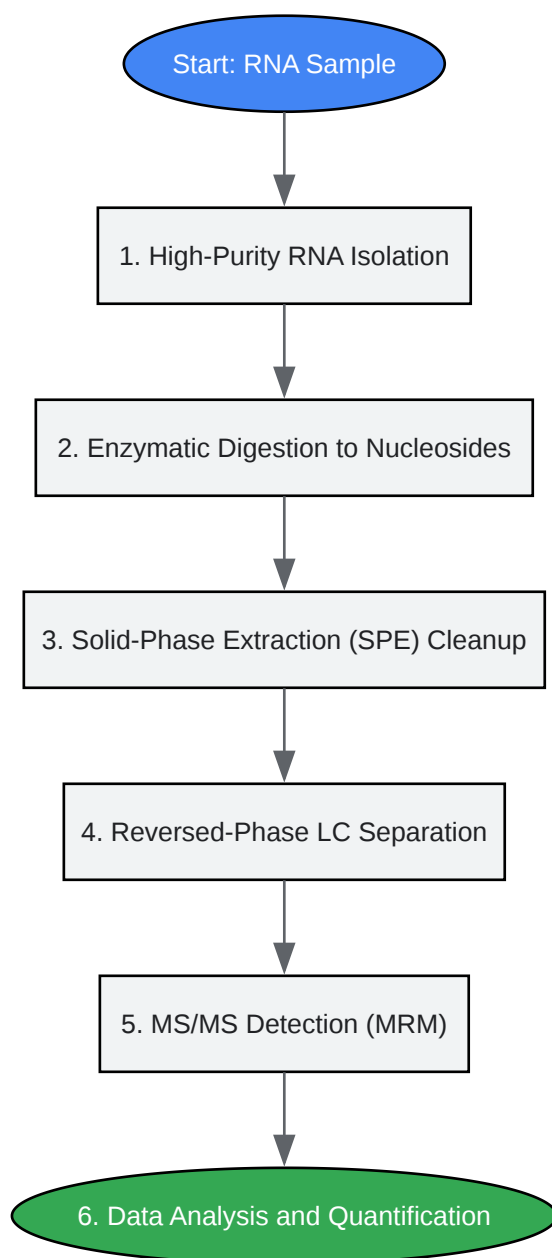 Start: RNA Sample
1. High-Purity RNA Isolation
2. Enzymatic Digestion to Nucleosides
3. Solid-Phase Extraction (SPE) Cleanup
4. Reversed-Phase LC Separation
5. MS/MS Detection (MRM)
6. Data Analysis and Quantification